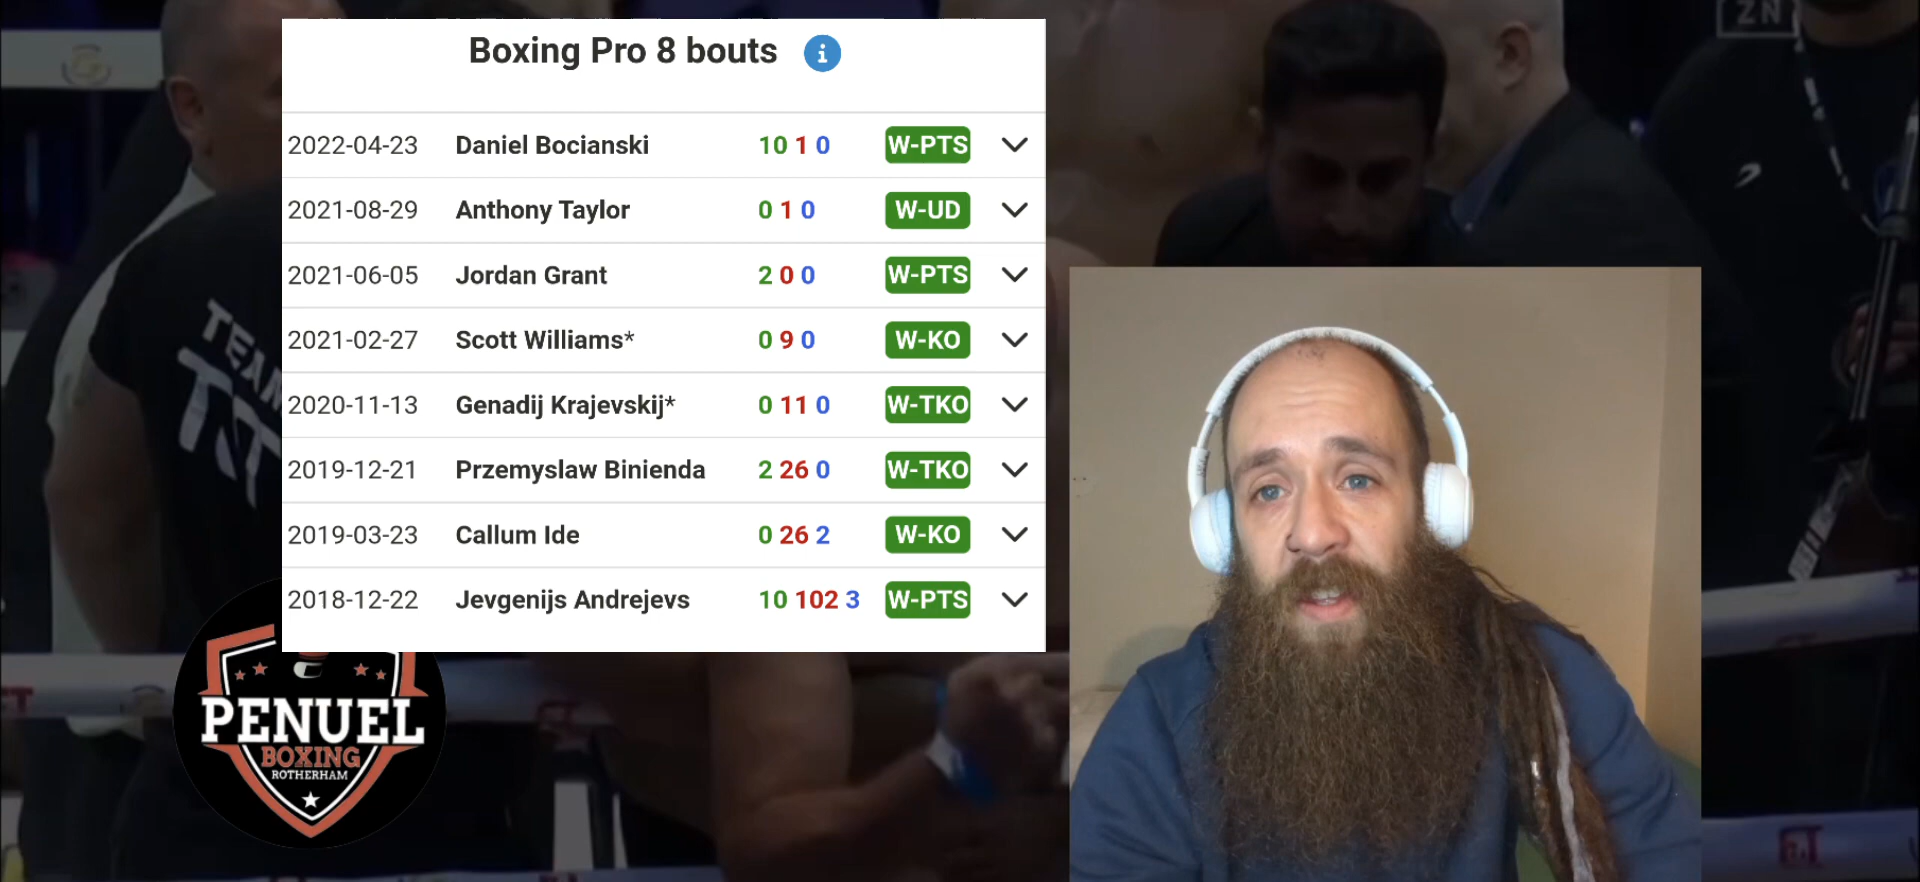 ZN
Boxing Pro 8 bouts i
2022-04-23 Daniel Bocianski 10 1 0 W-PTS
2021-08-29 Anthony Taylor 0 1 0 W-UD
2021-06-05 Jordan Grant 2 0 0 W-PTS
2021-02-27 Scott Williams* 0 9 0 W-KO
2020-11-13 Genadij Krajevskij* 0 11 0 W-TKO
2019-12-21 Przemyslaw Binienda 2 26 0 W-TKO
2019-03-23 Callum Ide 0 26 2 W-KO
2018-12-22 Jevgenijs Andrejevs 10 102 3 W-PTS
TEAM
PENUEL
BOXING
ROTHERHAM